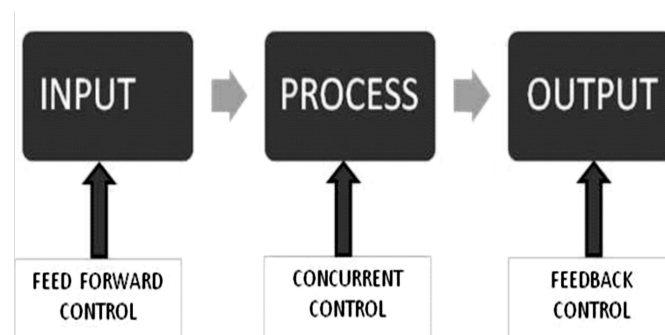 INPUT
PROCESS
OUTPUT
FEED FORWARD
CONTROL
CONCURRENT
CONTROL
FEEDBACK
CONTROL